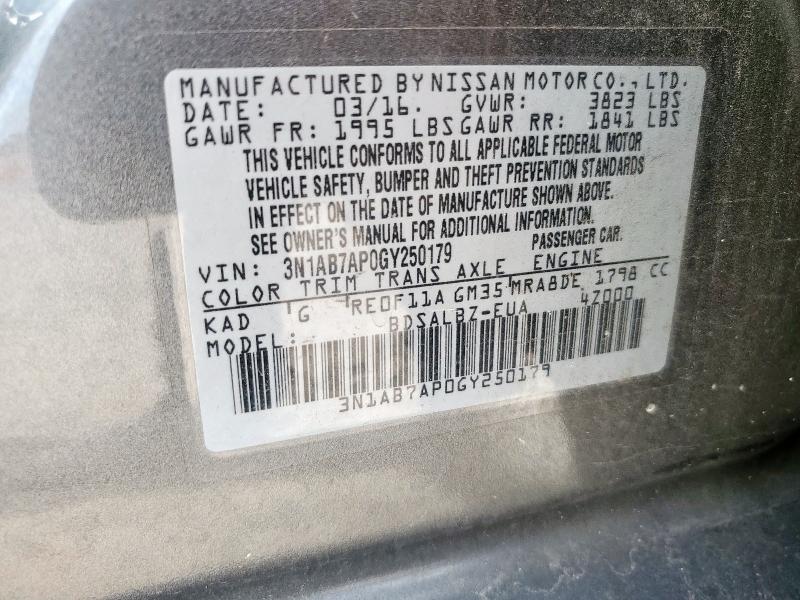 MANUFACTURED BY NISSAN MOTOR CO., LTD.
DATE: 03/16. GVWR: 3823 LBS
GAWR FR: 1995 LBS GAWR RR: 1841 LBS
THIS VEHICLE CONFORMS TO ALL APPLICABLE FEDERAL MOTOR
VEHICLE SAFETY, BUMPER AND THEFT PREVENTION STANDARDS
IN EFFECT ON THE DATE OF MANUFACTURE SHOWN ABOVE.
SEE OWNER'S MANUAL FOR ADDITIONAL INFORMATION.
VIN: 3N1AB7AP0GY250179 PASSENGER CAR.
COLOR TRIM TRANS AXLE ENGINE
KAD G RE0F11A GM35 MRA8DE 1798 CC
MODEL: BDSALBZ-EUA 4Z000
3N1AB7AP0GY250179